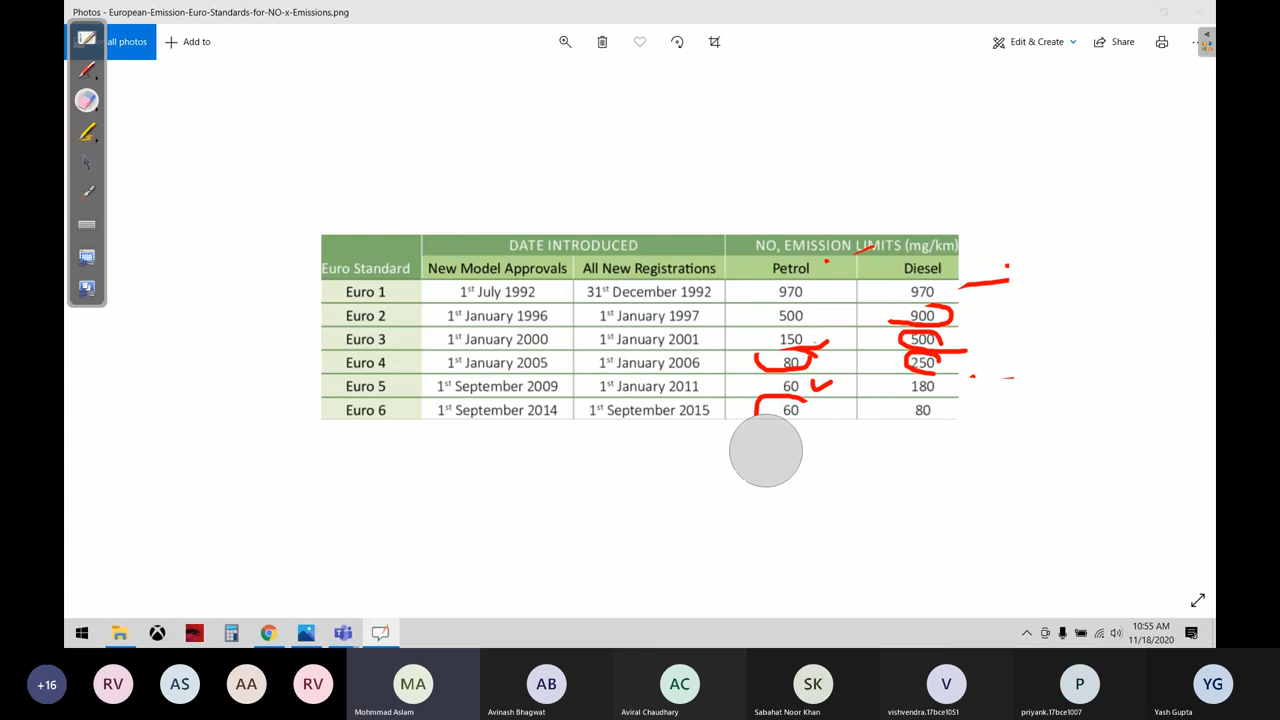 Photos - European-Emission-Euro-Standards-for-NO-x-Emissions.png
all photos
Add to
Edit & Create
Share
DATE INTRODUCED
NOₓ EMISSION LIMITS (mg/km)
Euro Standard New Model Approvals All New Registrations Petrol Diesel
Euro 1 1st July 1992 31st December 1992 970 970
Euro 2 1st January 1996 1st January 1997 500 900
Euro 3 1st January 2000 1st January 2001 150 500
Euro 4 1st January 2005 1st January 2006 80 250
Euro 5 1st September 2009 1st January 2011 60 180
Euro 6 1st September 2014 1st September 2015 60 80
10:55 AM
11/18/2020
+16 RV AS AA RV MA AB AC SK V P YG
Mohmmad Aslam Avinash Bhagwat Aviral Chaudhary Sabahat Noor Khan vishvendra.17bce1051 priyank.17bce1007 Yash Gupta